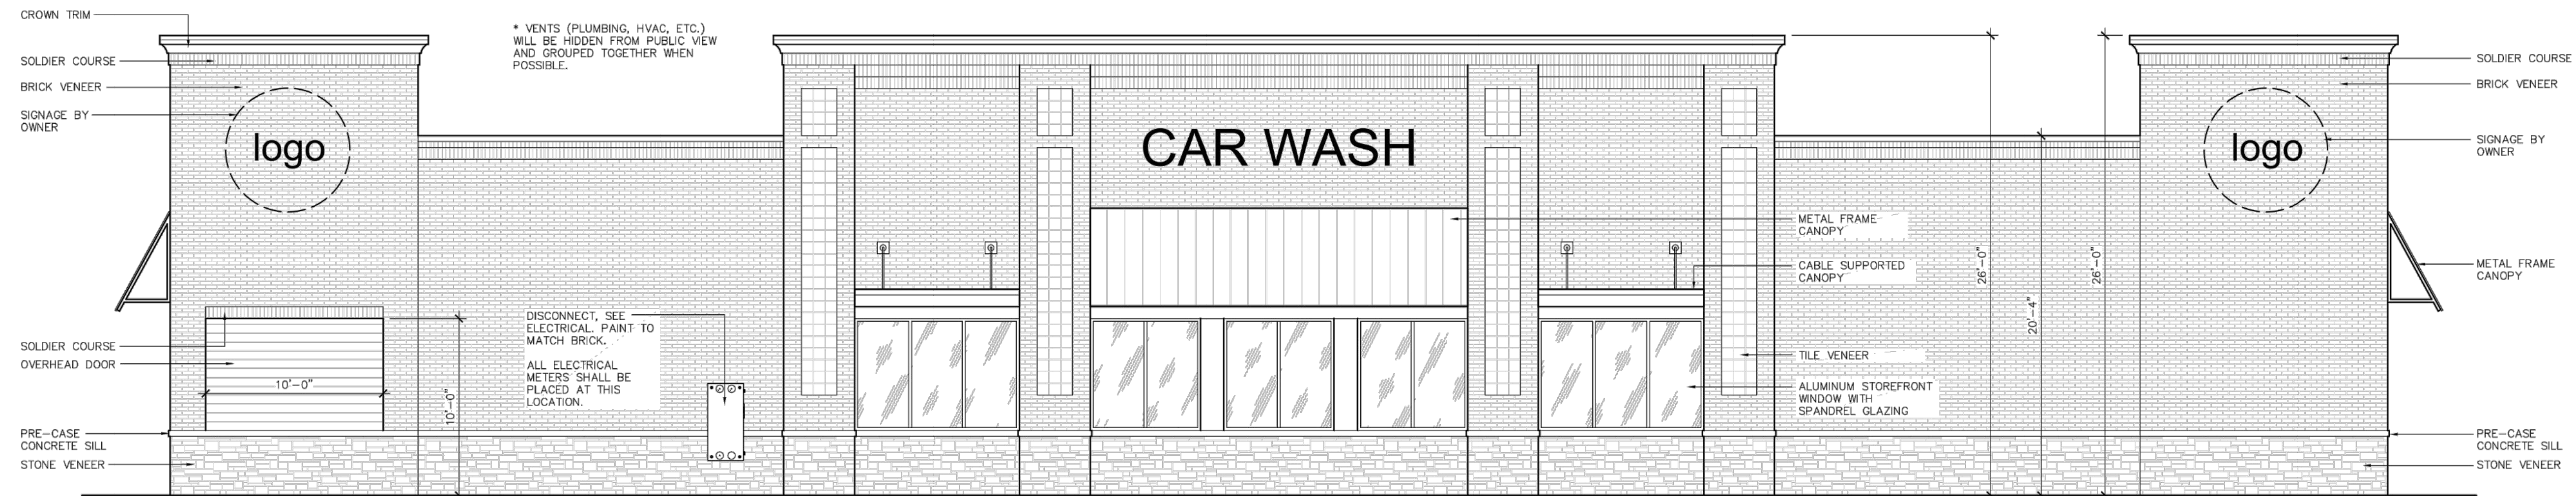 CROWN TRIM
SOLDIER COURSE
BRICK VENEER
SIGNAGE BY
OWNER
logo
* VENTS (PLUMBING, HVAC, ETC.)
WILL BE HIDDEN FROM PUBLIC VIEW
AND GROUPED TOGETHER WHEN
POSSIBLE.
CAR WASH
logo
SOLDIER COURSE
BRICK VENEER
SIGNAGE BY
OWNER
METAL FRAME
CANOPY
CABLE SUPPORTED
CANOPY
26'-0"
20'-4"
26'-0"
METAL FRAME
CANOPY
SOLDIER COURSE
OVERHEAD DOOR
10'-0"
10'-0"
DISCONNECT, SEE
ELECTRICAL. PAINT TO
MATCH BRICK.
ALL ELECTRICAL
METERS SHALL BE
PLACED AT THIS
LOCATION.
TILE VENEER
ALUMINUM STOREFRONT
WINDOW WITH
SPANDREL GLAZING
PRE-CASE
CONCRETE SILL
STONE VENEER
PRE-CASE
CONCRETE SILL
STONE VENEER